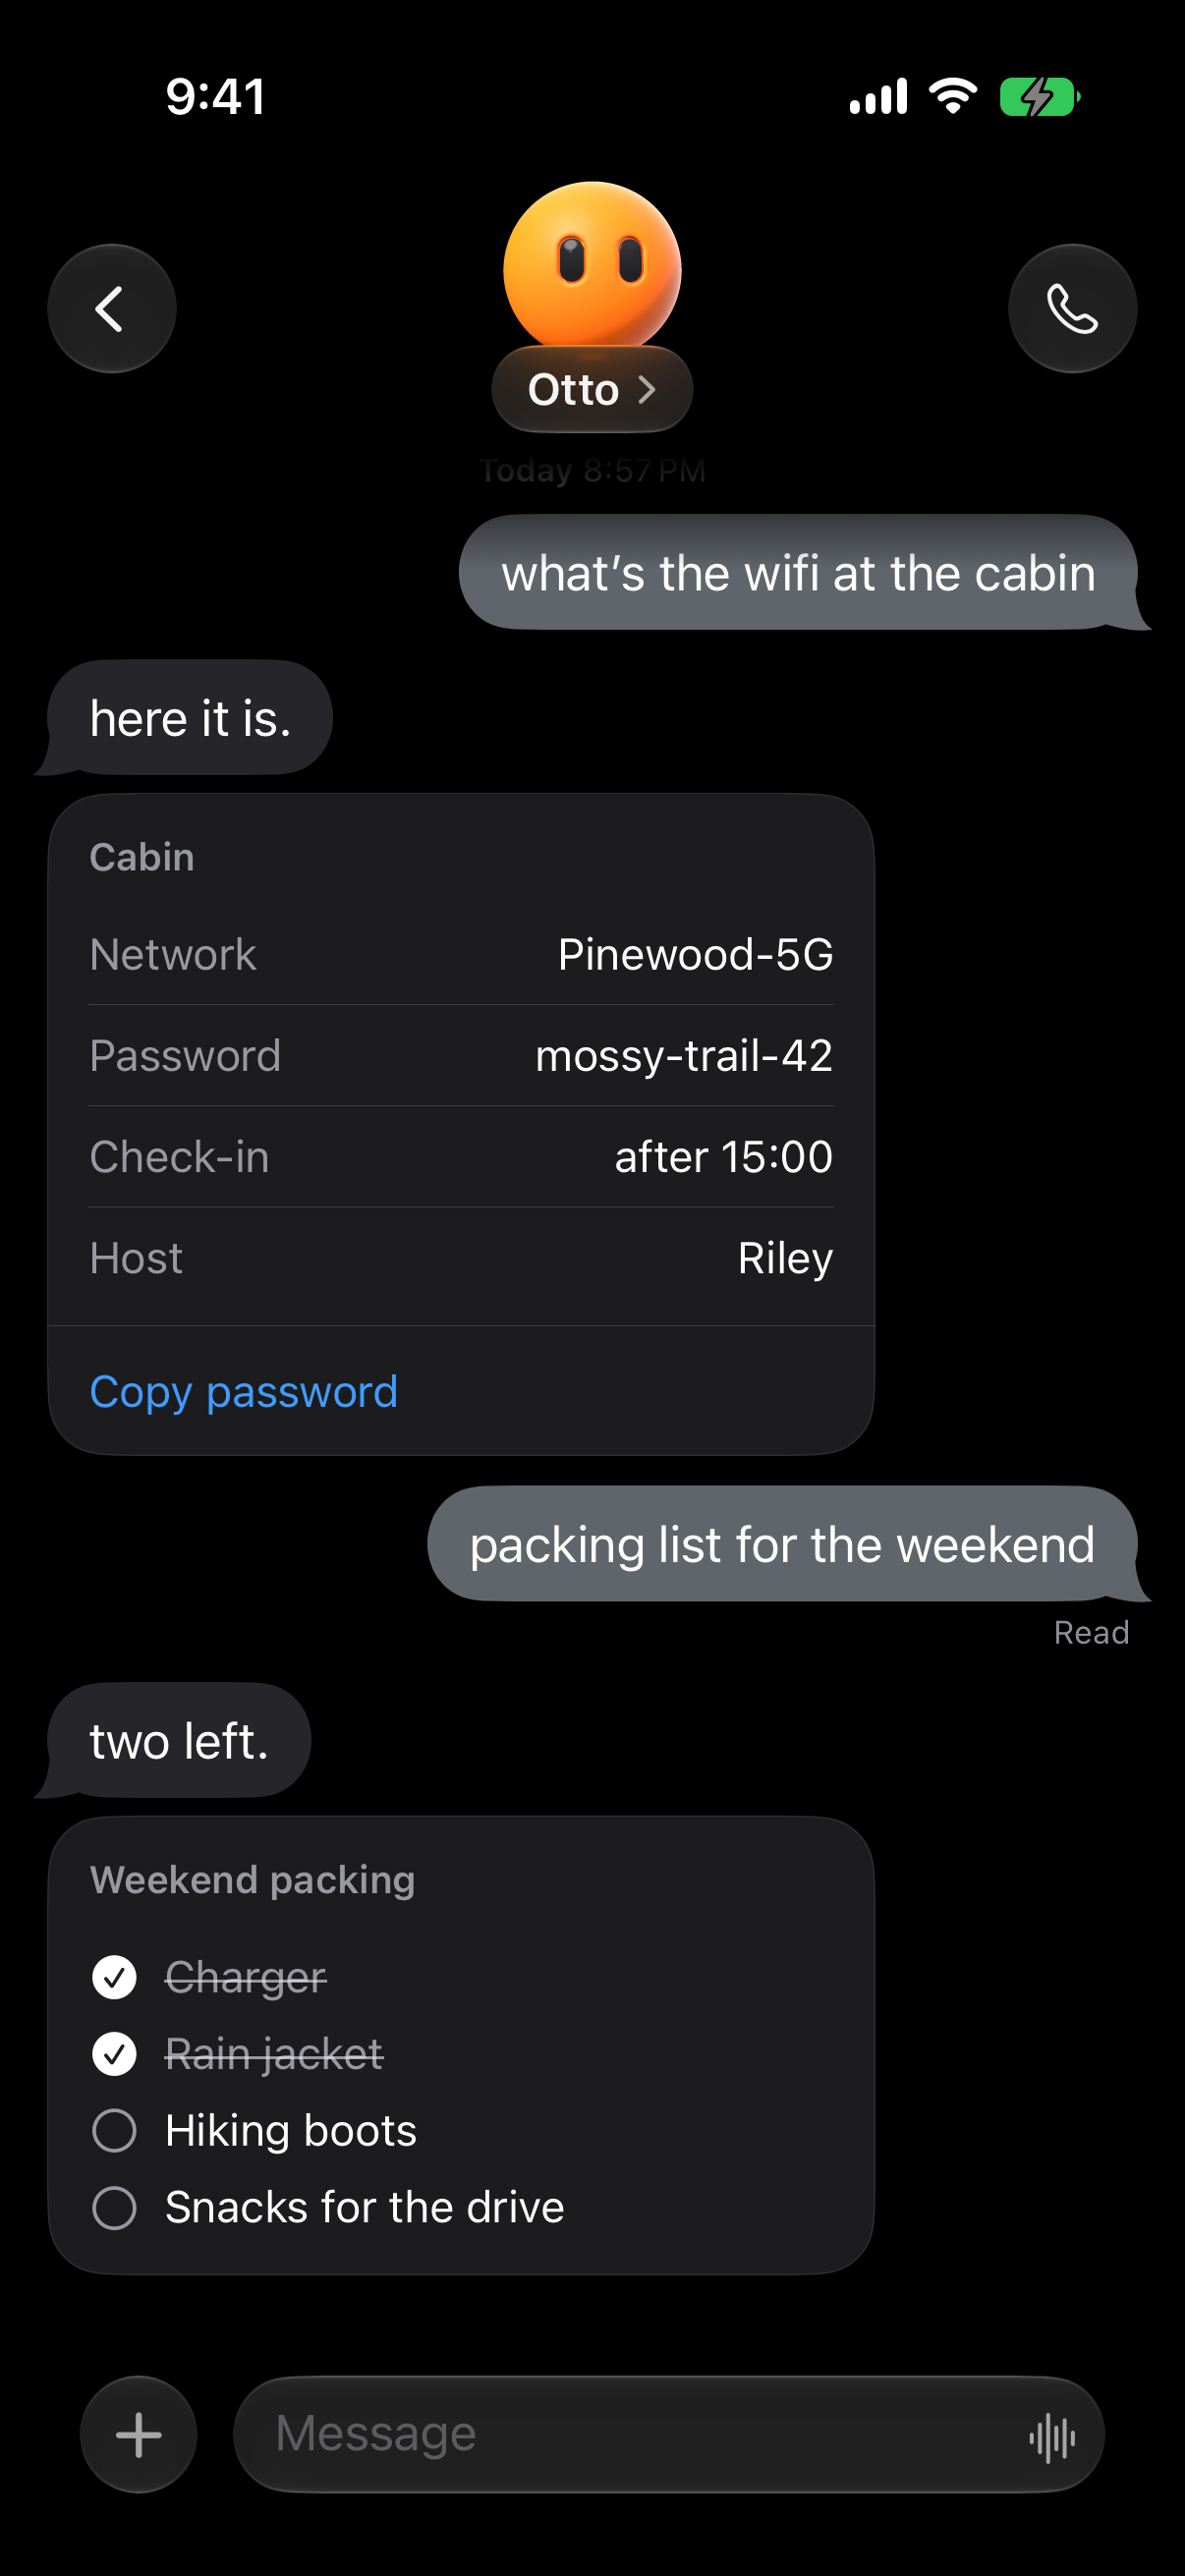 9:41
Otto
Today 8:57 PM
what’s the wifi at the cabin
here it is.
Cabin
Network Pinewood-5G
Password mossy-trail-42
Check-in after 15:00
Host Riley
Copy password
packing list for the weekend
Read
two left.
Weekend packing
Charger
Rain jacket
Hiking boots
Snacks for the drive
Message